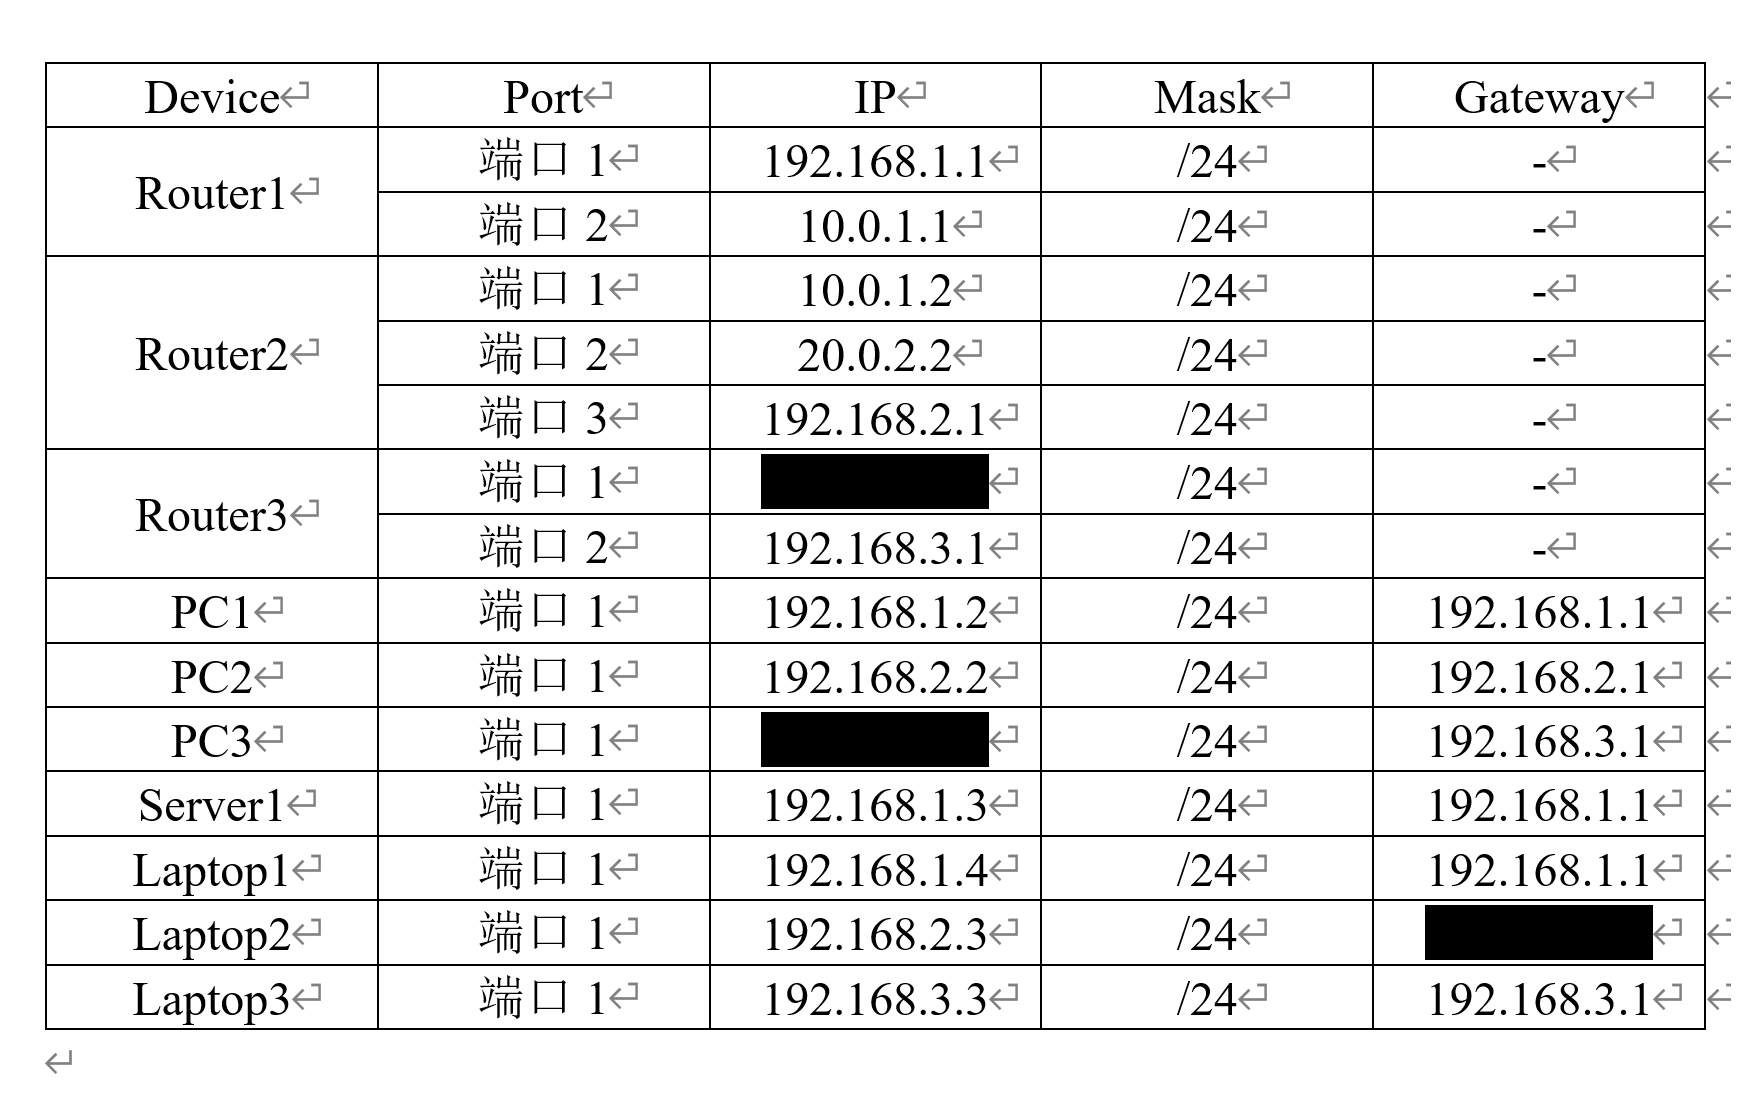 Device Port IP Mask Gateway
Router1 端口 1 192.168.1.1 /24 -
端口 2 10.0.1.1 /24 -
Router2 端口 1 10.0.1.2 /24 -
端口 2 20.0.2.2 /24 -
端口 3 192.168.2.1 /24 -
Router3 端口 1 /24 -
端口 2 192.168.3.1 /24 -
PC1 端口 1 192.168.1.2 /24 192.168.1.1
PC2 端口 1 192.168.2.2 /24 192.168.2.1
PC3 端口 1 /24 192.168.3.1
Server1 端口 1 192.168.1.3 /24 192.168.1.1
Laptop1 端口 1 192.168.1.4 /24 192.168.1.1
Laptop2 端口 1 192.168.2.3 /24
Laptop3 端口 1 192.168.3.3 /24 192.168.3.1